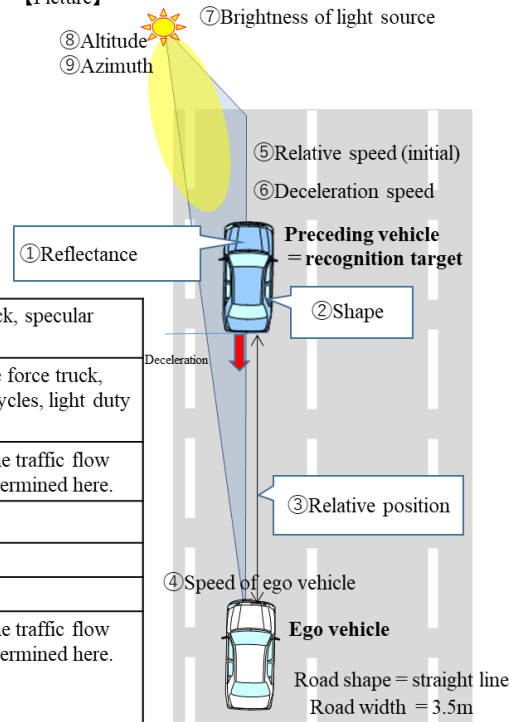 【Picture】
⑦Brightness of light source
⑧Altitude
⑨Azimuth
⑤Relative speed (initial)
⑥Deceleration speed
①Reflectance
Preceding vehicle
= recognition target
②Shape
ck, specular
Deceleration
force truck,
ycles, light duty
e traffic flow
ermined here.
③Relative position
④Speed of ego vehicle
e traffic flow
ermined here.
Ego vehicle
Road shape = straight line
Road width = 3.5m